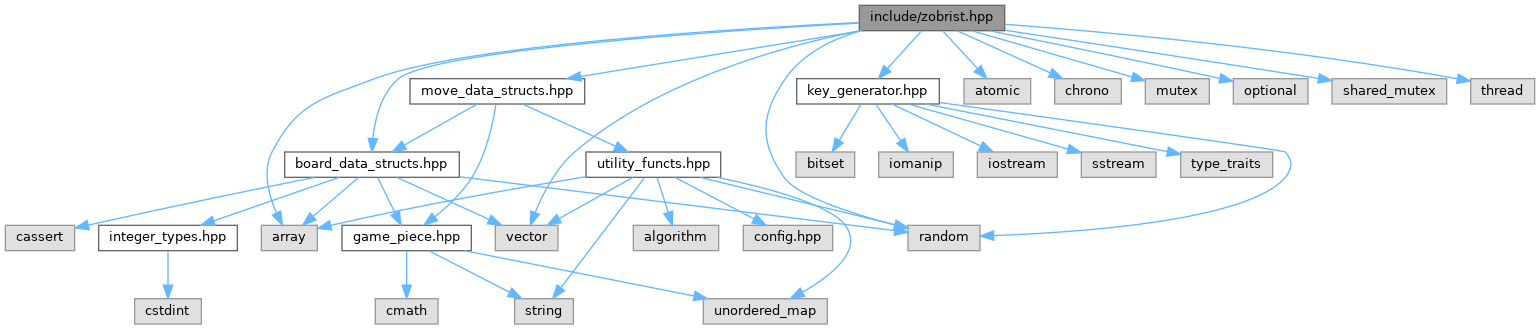 include/zobrist.hpp
move_data_structs.hpp
key_generator.hpp
atomic
chrono
mutex
optional
shared_mutex
thread
board_data_structs.hpp
utility_functs.hpp
bitset
iomanip
iostream
sstream
type_traits
cassert
integer_types.hpp
array
game_piece.hpp
vector
algorithm
config.hpp
random
cstdint
cmath
string
unordered_map